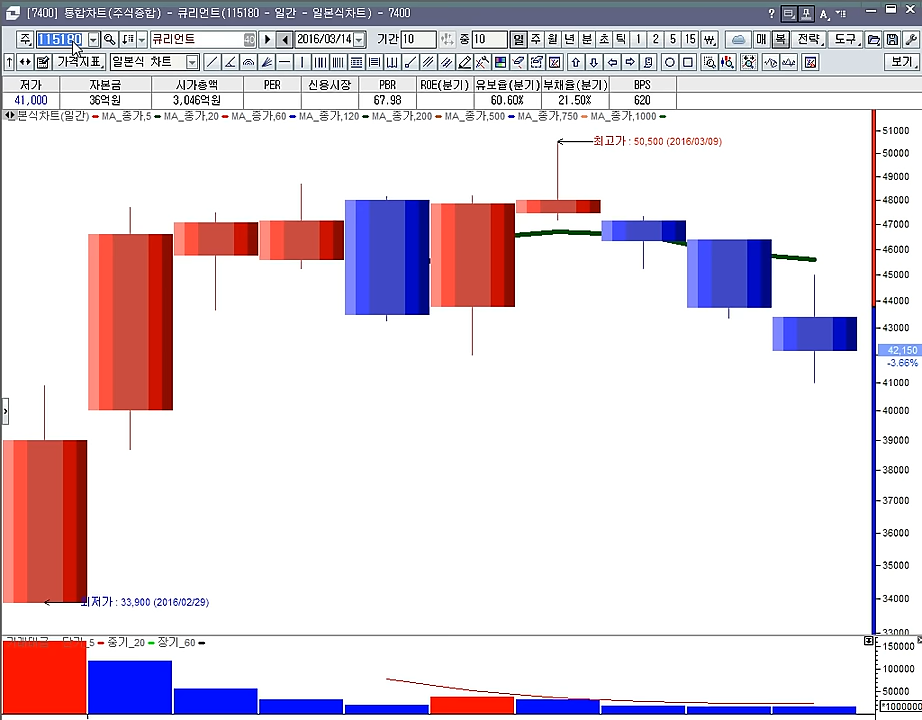 [7400] 통합차트(주식종합) - 큐리언트(115180 - 일간 - 일본식차트) - 7400
주 115180 큐리언트 40 2016/03/14 기간 10 중 10 일 주 월 년 분 초 틱 1 2 5 15 매 복 전략 도구
가격지표 일본식 차트 보기
저가 자본금 시가총액 PER 신용시장 PBR ROE(분기) 유보율(분기) 부채율(분기) BPS
41,000 36억원 3,046억원 67.98 60.60% 21.50% 620
본식차트(일간) MA_종가,5 MA_종가,20 MA_종가,60 MA_종가,120 MA_종가,200 MA_종가,500 MA_종가,750 MA_종가,1000
51000
최고가 : 50,500 (2016/03/09)
50000
49000
48000
47000
46000
45000
44000
43000
42,150
-3.66%
41000
40000
39000
38000
37000
36000
35000
34000
최저가 : 33,900 (2016/02/29)
33000
5 중기_20 장기_60
150000
100000
50000
*1000000